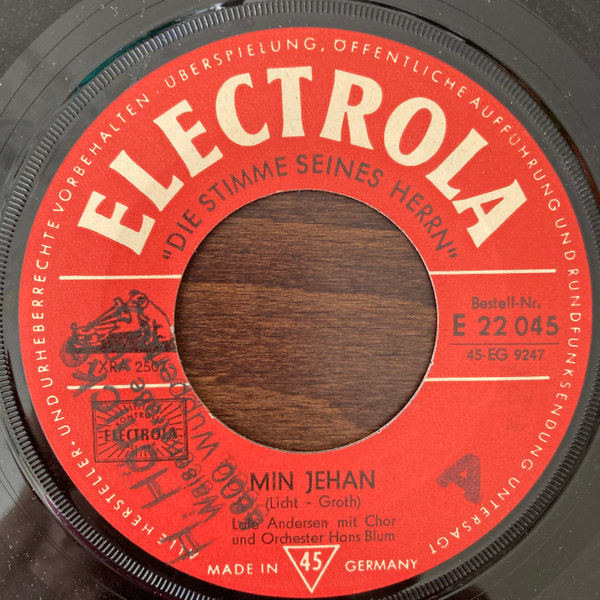 ALLE HERSTELLER- UND URHEBERRECHTE VORBEHALTEN · ÜBERSPIELUNG, ÖFFENTLICHE AUFFÜHRUNG UND RUNDFUNKSENDUNG UNTERSAGT
ELECTROLA
"DIE STIMME SEINES HERRN"
Bestell-Nr.
E 22 045
45-EG 9247
ELECTROLA
A
MIN JEHAN
(Licht - Groth)
Lale Andersen mit Chor
und Orchester Hans Blum
MADE IN 45 GERMANY